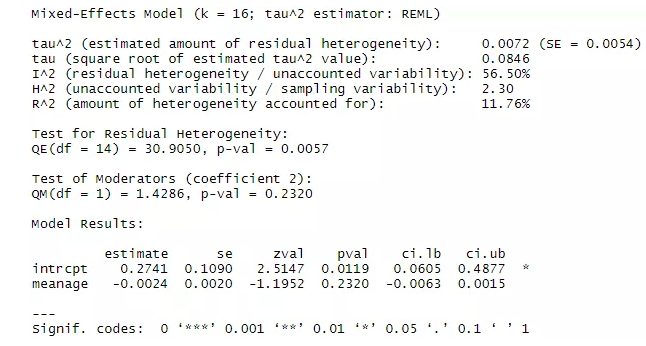 Mixed-Effects Model (k = 16; tau^2 estimator: REML)
tau^2 (estimated amount of residual heterogeneity): 0.0072 (SE = 0.0054)
tau (square root of estimated tau^2 value): 0.0846
I^2 (residual heterogeneity / unaccounted variability): 56.50%
H^2 (unaccounted variability / sampling variability): 2.30
R^2 (amount of heterogeneity accounted for): 11.76%
Test for Residual Heterogeneity:
QE(df = 14) = 30.9050, p-val = 0.0057
Test of Moderators (coefficient 2):
QM(df = 1) = 1.4286, p-val = 0.2320
Model Results:
estimate se zval pval ci.lb ci.ub
intrcpt 0.2741 0.1090 2.5147 0.0119 0.0605 0.4877 *
meanage -0.0024 0.0020 -1.1952 0.2320 -0.0063 0.0015
---
Signif. codes: 0 ‘***’ 0.001 ‘**’ 0.01 ‘*’ 0.05 ‘.’ 0.1 ‘ ’ 1